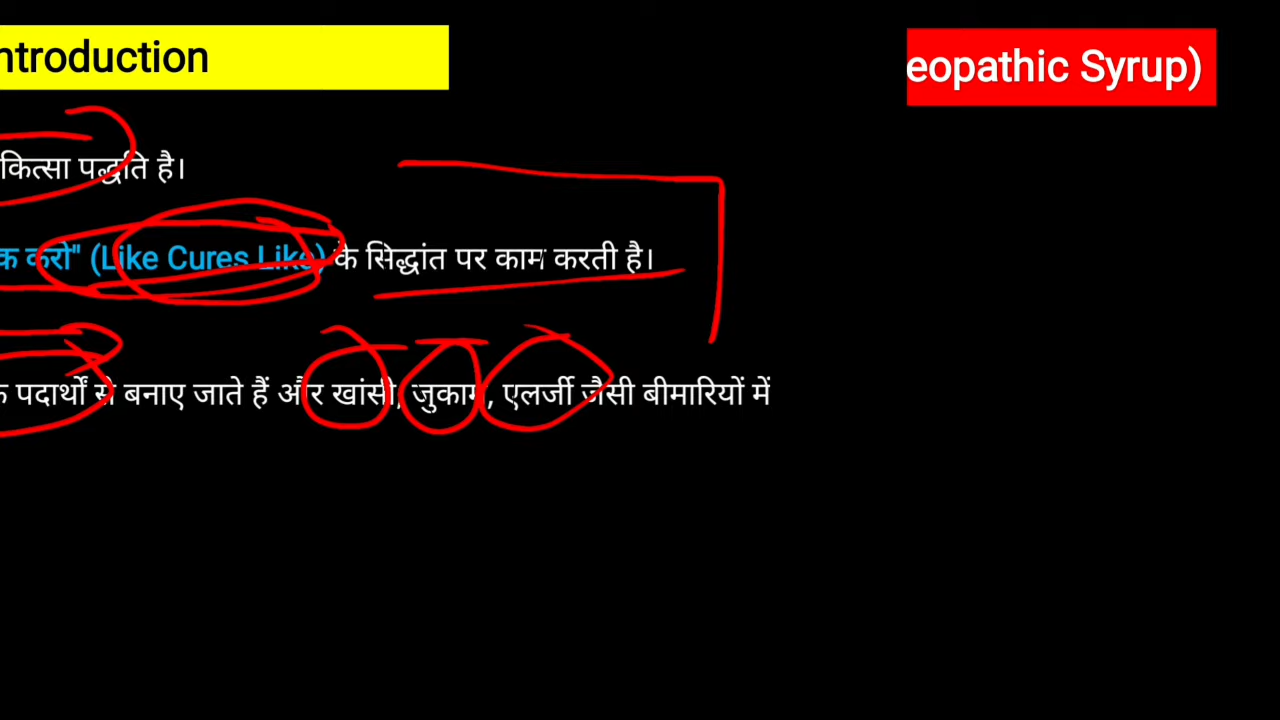 ntroduction
eopathic Syrup)
कित्सा पद्धति है।
क करो" (Like Cures Like) के सिद्धांत पर काम करती है।
क पदार्थों से बनाए जाते हैं और खांसी, जुकाम, एलर्जी जैसी बीमारियों में